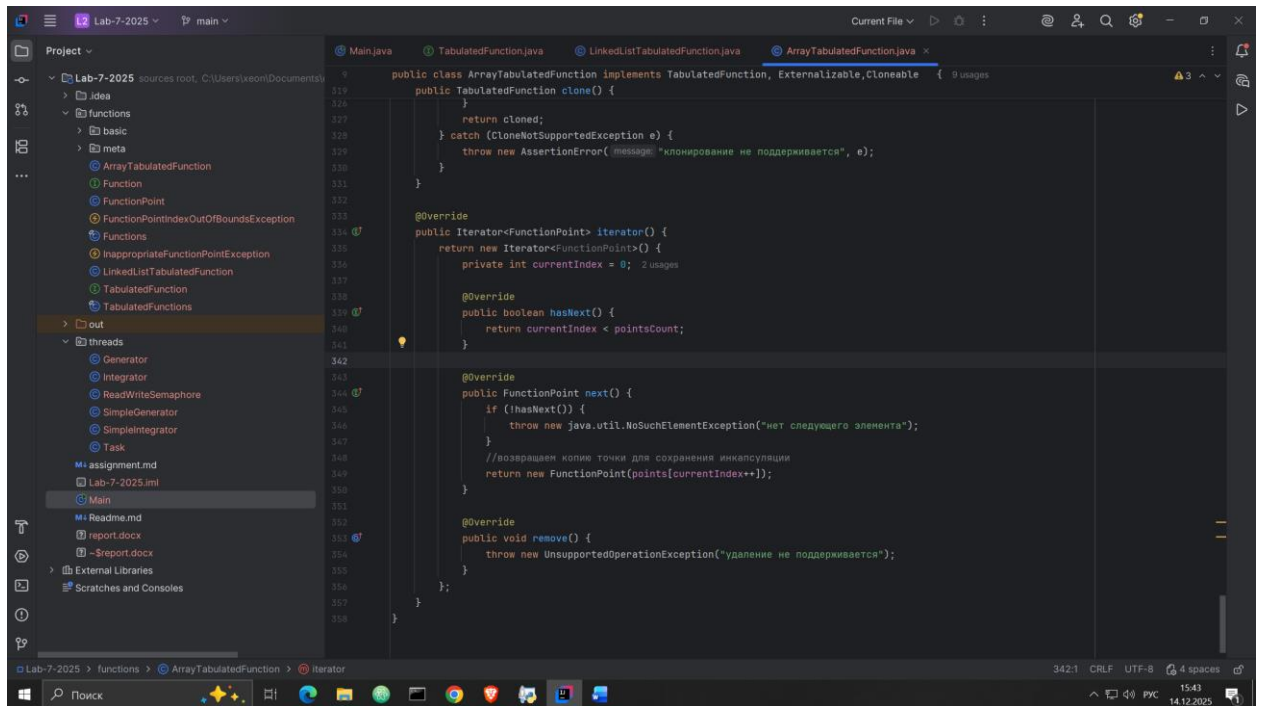 L2 Lab-7-2025 main Current File
Project
Main.java TabulatedFunction.java LinkedListTabulatedFunction.java ArrayTabulatedFunction.java
Lab-7-2025 sources root, C:\Users\xeon\Documents\
.idea
functions
basic
meta
ArrayTabulatedFunction
Function
FunctionPoint
FunctionPointIndexOutOfBoundsException
Functions
InappropriateFunctionPointException
LinkedListTabulatedFunction
TabulatedFunction
TabulatedFunctions
out
threads
Generator
Integrator
ReadWriteSemaphore
SimpleGenerator
SimpleIntegrator
Task
assignment.md
Lab-7-2025.iml
Main
Readme.md
report.docx
~$report.docx
External Libraries
Scratches and Consoles
9 public class ArrayTabulatedFunction implements TabulatedFunction, Externalizable,Cloneable { 9 usages
319 public TabulatedFunction clone() {
326 }
327 return cloned;
328 } catch (CloneNotSupportedException e) {
329 throw new AssertionError( message: "клонирование не поддерживается", e);
330 }
331 }
332
333 @Override
334 public Iterator<FunctionPoint> iterator() {
335 return new Iterator<FunctionPoint>() {
336 private int currentIndex = 0; 2 usages
337
338 @Override
339 public boolean hasNext() {
340 return currentIndex < pointsCount;
341 }
342
343 @Override
344 public FunctionPoint next() {
345 if (!hasNext()) {
346 throw new java.util.NoSuchElementException("нет следующего элемента");
347 }
348 //возвращаем копию точки для сохранения инкапсуляции
349 return new FunctionPoint(points[currentIndex++]);
350 }
351
352 @Override
353 public void remove() {
354 throw new UnsupportedOperationException("удаление не поддерживается");
355 }
356 };
357 }
358 }
3
Lab-7-2025 > functions > ArrayTabulatedFunction > iterator 342:1 CRLF UTF-8 4 spaces
Поиск РУС 15:43
14.12.2025